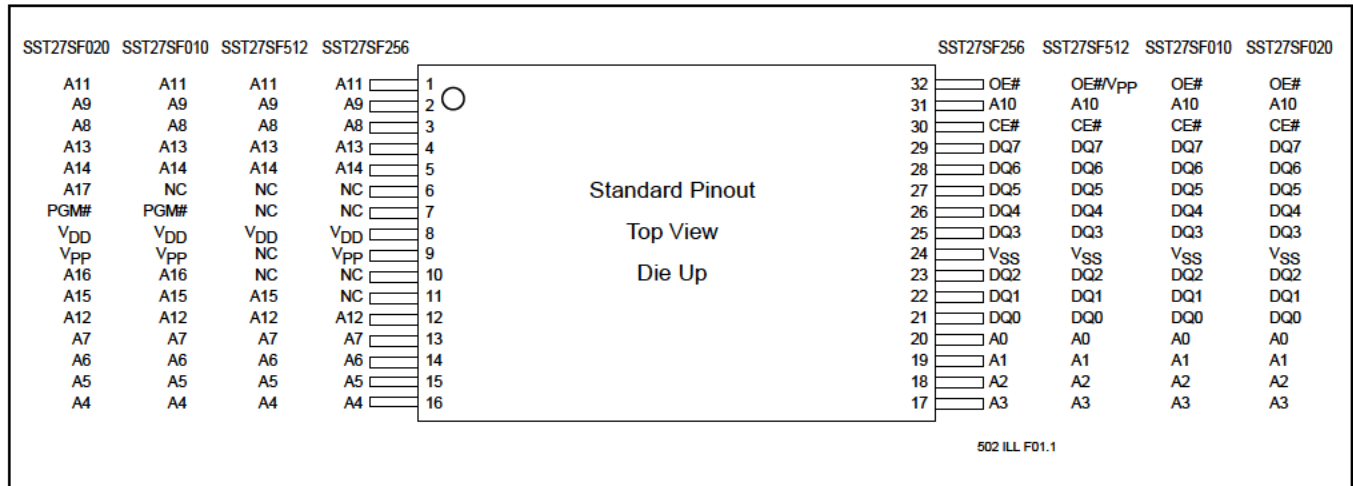 SST27SF020 SST27SF010 SST27SF512 SST27SF256 SST27SF256 SST27SF512 SST27SF010 SST27SF020
A11 A11 A11 A11 1 32 OE# OE#/VPP OE# OE#
A9 A9 A9 A9 2 31 A10 A10 A10 A10
A8 A8 A8 A8 3 30 CE# CE# CE# CE#
A13 A13 A13 A13 4 29 DQ7 DQ7 DQ7 DQ7
A14 A14 A14 A14 5 28 DQ6 DQ6 DQ6 DQ6
A17 NC NC NC 6 Standard Pinout 27 DQ5 DQ5 DQ5 DQ5
PGM# PGM# NC NC 7 26 DQ4 DQ4 DQ4 DQ4
VDD VDD VDD VDD 8 Top View 25 DQ3 DQ3 DQ3 DQ3
VPP VPP NC VPP 9 24 VSS VSS VSS VSS
A16 A16 NC NC 10 Die Up 23 DQ2 DQ2 DQ2 DQ2
A15 A15 A15 NC 11 22 DQ1 DQ1 DQ1 DQ1
A12 A12 A12 A12 12 21 DQ0 DQ0 DQ0 DQ0
A7 A7 A7 A7 13 20 A0 A0 A0 A0
A6 A6 A6 A6 14 19 A1 A1 A1 A1
A5 A5 A5 A5 15 18 A2 A2 A2 A2
A4 A4 A4 A4 16 17 A3 A3 A3 A3
502 ILL F01.1